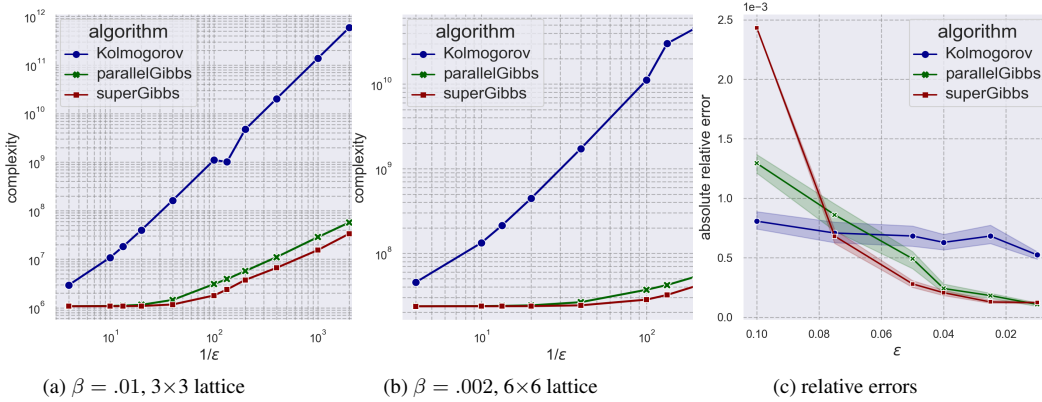 algorithm
Kolmogorov
parallelGibbs
superGibbs
complexity
10^12
10^11
10^10
10^9
10^8
10^7
10^6
10^1
10^2
10^3
1/ε
(a) β = .01, 3×3 lattice
algorithm
Kolmogorov
parallelGibbs
superGibbs
complexity
10^10
10^9
10^8
10^1
10^2
1/ε
(b) β = .002, 6×6 lattice
1e−3
algorithm
Kolmogorov
parallelGibbs
superGibbs
absolute relative error
2.5
2.0
1.5
1.0
0.5
0.0
0.10
0.08
0.06
0.04
0.02
ε
(c) relative errors